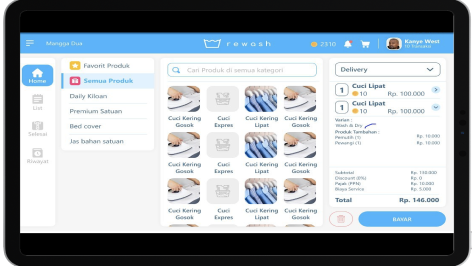 Mangga Dua
rewash
2310
Kanye West
Home
List
Selesai
Riwayat
Favorit Produk
Semua Produk
Daily Kiloan
Premium Satuan
Bed cover
Jas bahan satuan
Cari Produk di semua kategori
Cuci Kering Gosok
Cuci Expres
Cuci Kering Lipat
Cuci Kering Gosok
Cuci Kering Gosok
Cuci Expres
Cuci Kering Lipat
Cuci Kering Gosok
Cuci Kering Gosok
Cuci Expres
Cuci Kering Lipat
Cuci Kering Gosok
Delivery
1 Cuci Lipat
10 Rp. 100.000
1 Cuci Lipat
10 Rp. 100.000
Varian :
Wash & Dry
Produk Tambahan :
Pemutih (1) Rp. 10.000
Pewangi (1) Rp. 10.000
Subtotal Rp. 130.000
Discount (0%) Rp. 0
Pajak (PPN) Rp. 10.000
Biaya Service Rp. 5.000
Total Rp. 146.000
BAYAR